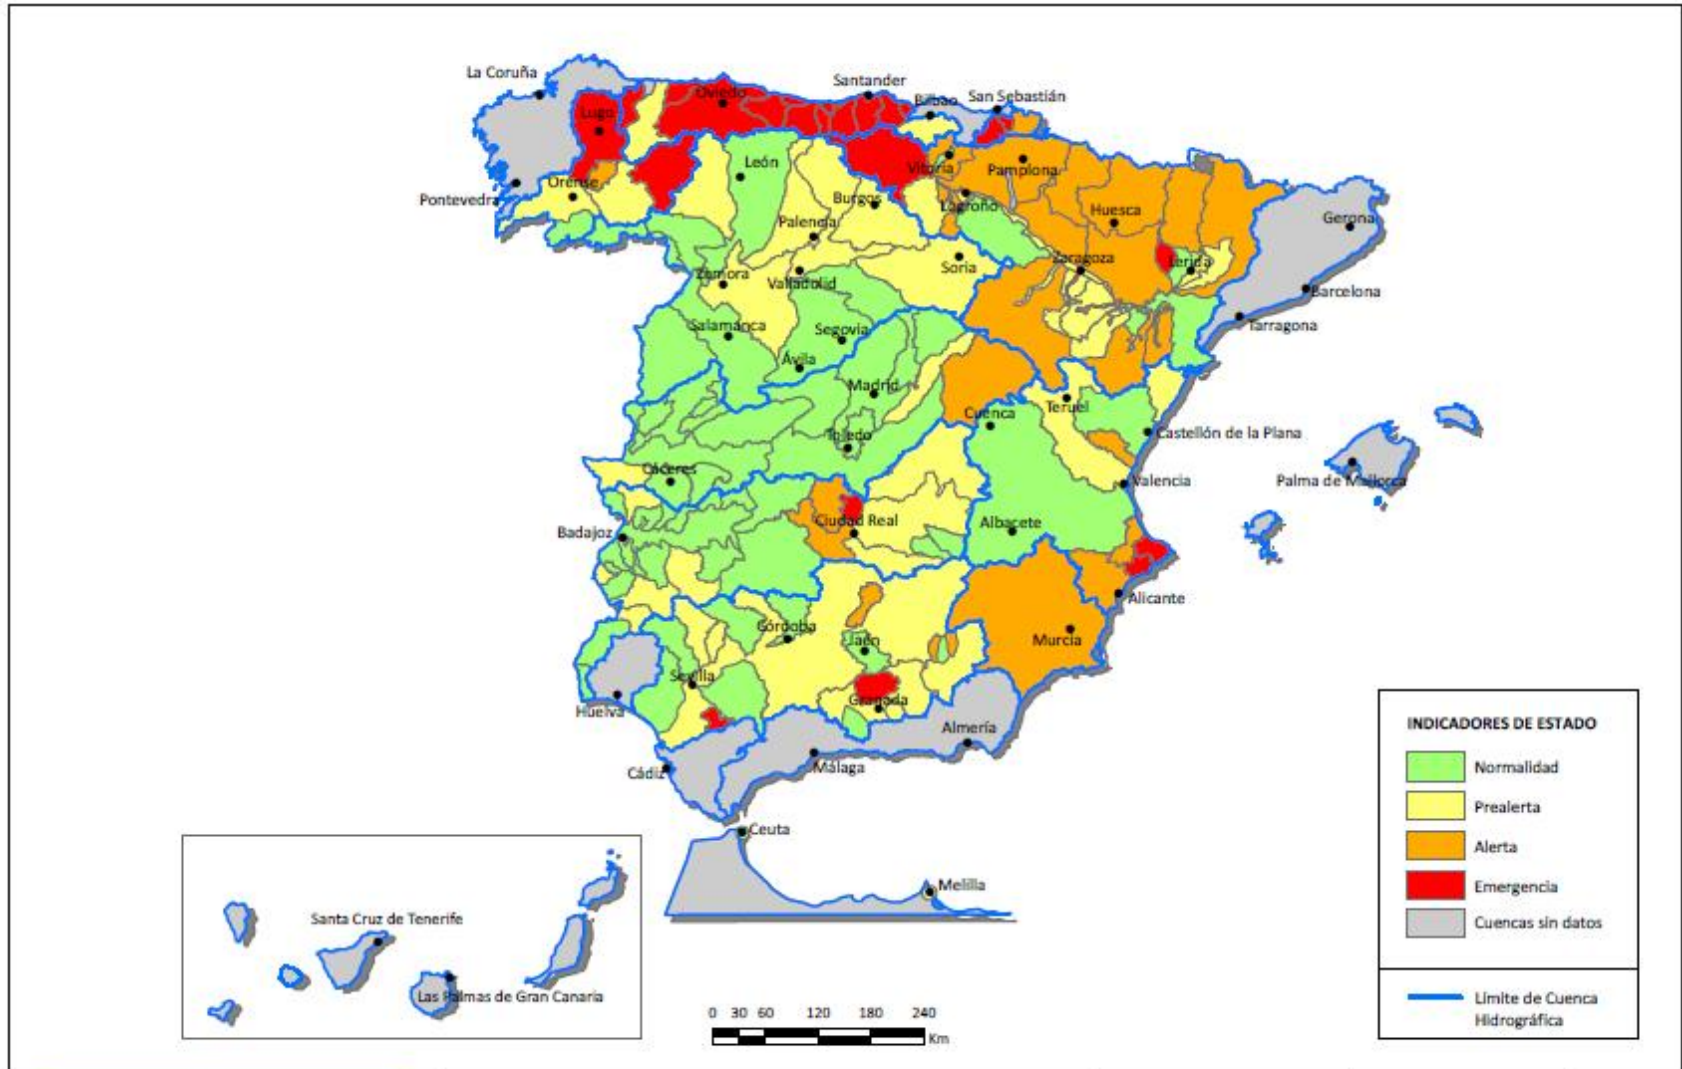 La Coruña
Santander
San Sebastián
Bilbao
Oviedo
Lugo
León
Vitoria
Pamplona
Pontevedra
Orense
Burgos
Logroño
Huesca
Gerona
Palencia
Zamora
Valladolid
Soria
Zaragoza
Lerida
Barcelona
Tarragona
Salamanca
Segovia
Ávila
Madrid
Cuenca
Teruel
Castellón de la Plana
Toledo
Cáceres
Valencia
Palma de Mallorca
Badajoz
Ciudad Real
Albacete
Alicante
Córdoba
Jaén
Murcia
Sevilla
Huelva
Granada
Almería
Cádiz
Málaga
Ceuta
Melilla
Santa Cruz de Tenerife
Las Palmas de Gran Canaria
0 30 60 120 180 240
Km
INDICADORES DE ESTADO
Normalidad
Prealerta
Alerta
Emergencia
Cuencas sin datos
Límite de Cuenca
Hidrográfica